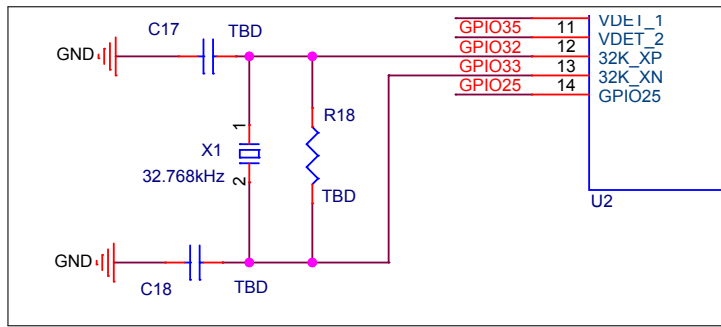 C17 TBD
GND
VDET_1
GPIO35 11 VDET_2
GPIO32 12 32K_XP
GPIO33 13 32K_XN
GPIO25 14 GPIO25
1
R18
X1
32.768kHz
2
TBD
U2
GND
C18 TBD